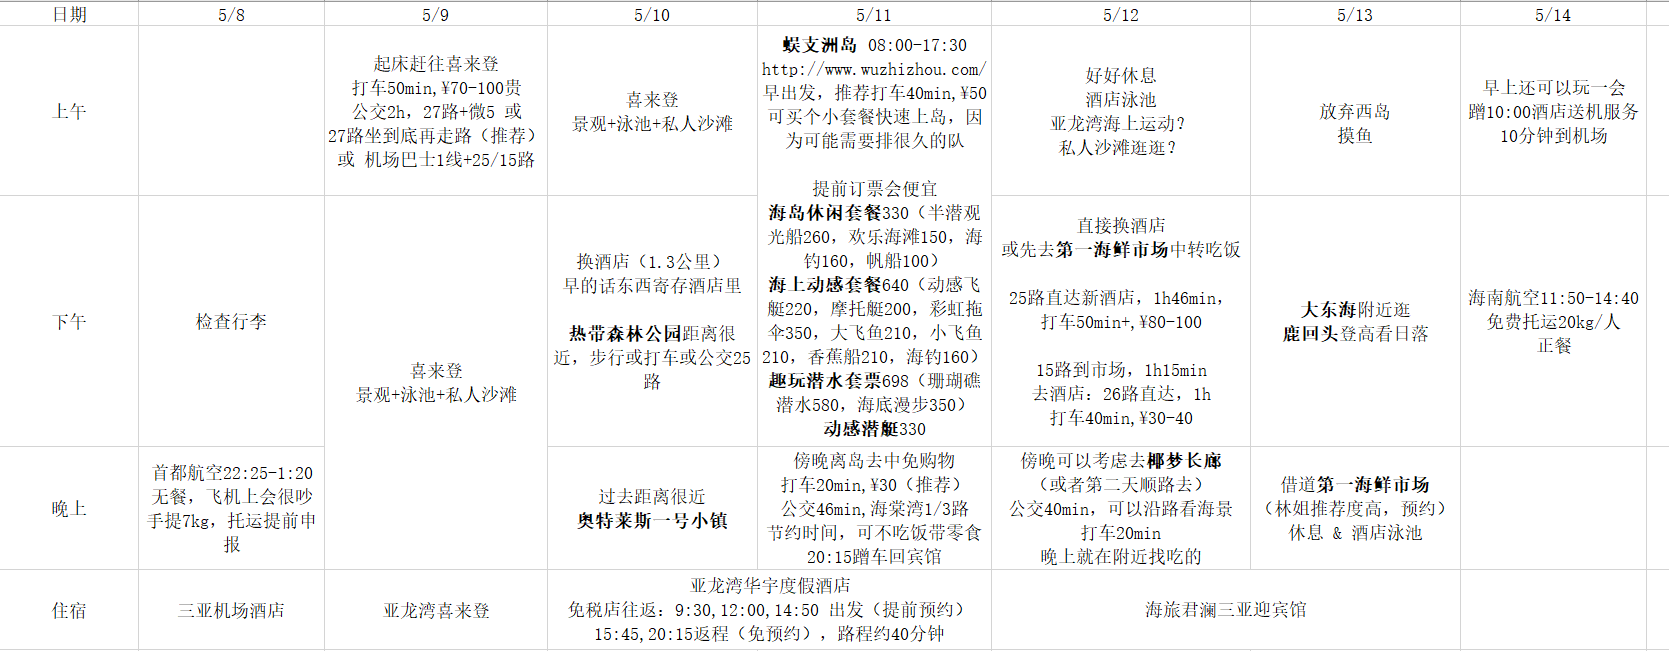 日期
5/8
5/9
5/10
5/11
5/12
5/13
5/14
上午
起床赶往喜来登
打车50min,¥70-100贵
公交2h, 27路+微5 或
27路坐到底再走路（推荐）
或 机场巴士1线+25/15路
喜来登
景观+泳池+私人沙滩
蜈支洲岛 08:00-17:30
http://www.wuzhizhou.com/
早出发，推荐打车40min,¥50
可买个小套餐快速上岛，因
为可能需要排很久的队
提前订票会便宜
海岛休闲套餐330（半潜观
光船260，欢乐海滩150，海
钓160，帆船100）
海上动感套餐640（动感飞
艇220，摩托艇200，彩虹拖
伞350，大飞鱼210，小飞鱼
210，香蕉船210，海钓160）
趣玩潜水套票698（珊瑚礁
潜水580，海底漫步350）
动感潜艇330
好好休息
酒店泳池
亚龙湾海上运动？
私人沙滩逛逛？
放弃西岛
摸鱼
早上还可以玩一会
蹭10:00酒店送机服务
10分钟到机场
下午
检查行李
喜来登
景观+泳池+私人沙滩
换酒店（1.3公里）
早的话东西寄存酒店里
热带森林公园距离很
近，步行或打车或公交25
路
直接换酒店
或先去第一海鲜市场中转吃饭
25路直达新酒店，1h46min，
打车50min+,¥80-100
15路到市场，1h15min
去酒店：26路直达，1h
打车40min,¥30-40
大东海附近逛
鹿回头登高看日落
海南航空11:50-14:40
免费托运20kg/人
正餐
晚上
首都航空22:25-1:20
无餐，飞机上会很吵
手提7kg，托运提前申
报
过去距离很近
奥特莱斯一号小镇
傍晚离岛去中免购物
打车20min,¥30（推荐）
公交46min,海棠湾1/3路
节约时间，可不吃饭带零食
20:15蹭车回宾馆
傍晚可以考虑去椰梦长廊
（或者第二天顺路去）
公交40min，可以沿路看海景
打车20min
晚上就在附近找吃的
借道第一海鲜市场
（林姐推荐度高，预约）
休息 & 酒店泳池
住宿
三亚机场酒店
亚龙湾喜来登
亚龙湾华宇度假酒店
免税店往返：9:30,12:00,14:50 出发（提前预约）
15:45,20:15返程（免预约），路程约40分钟
海旅君澜三亚迎宾馆